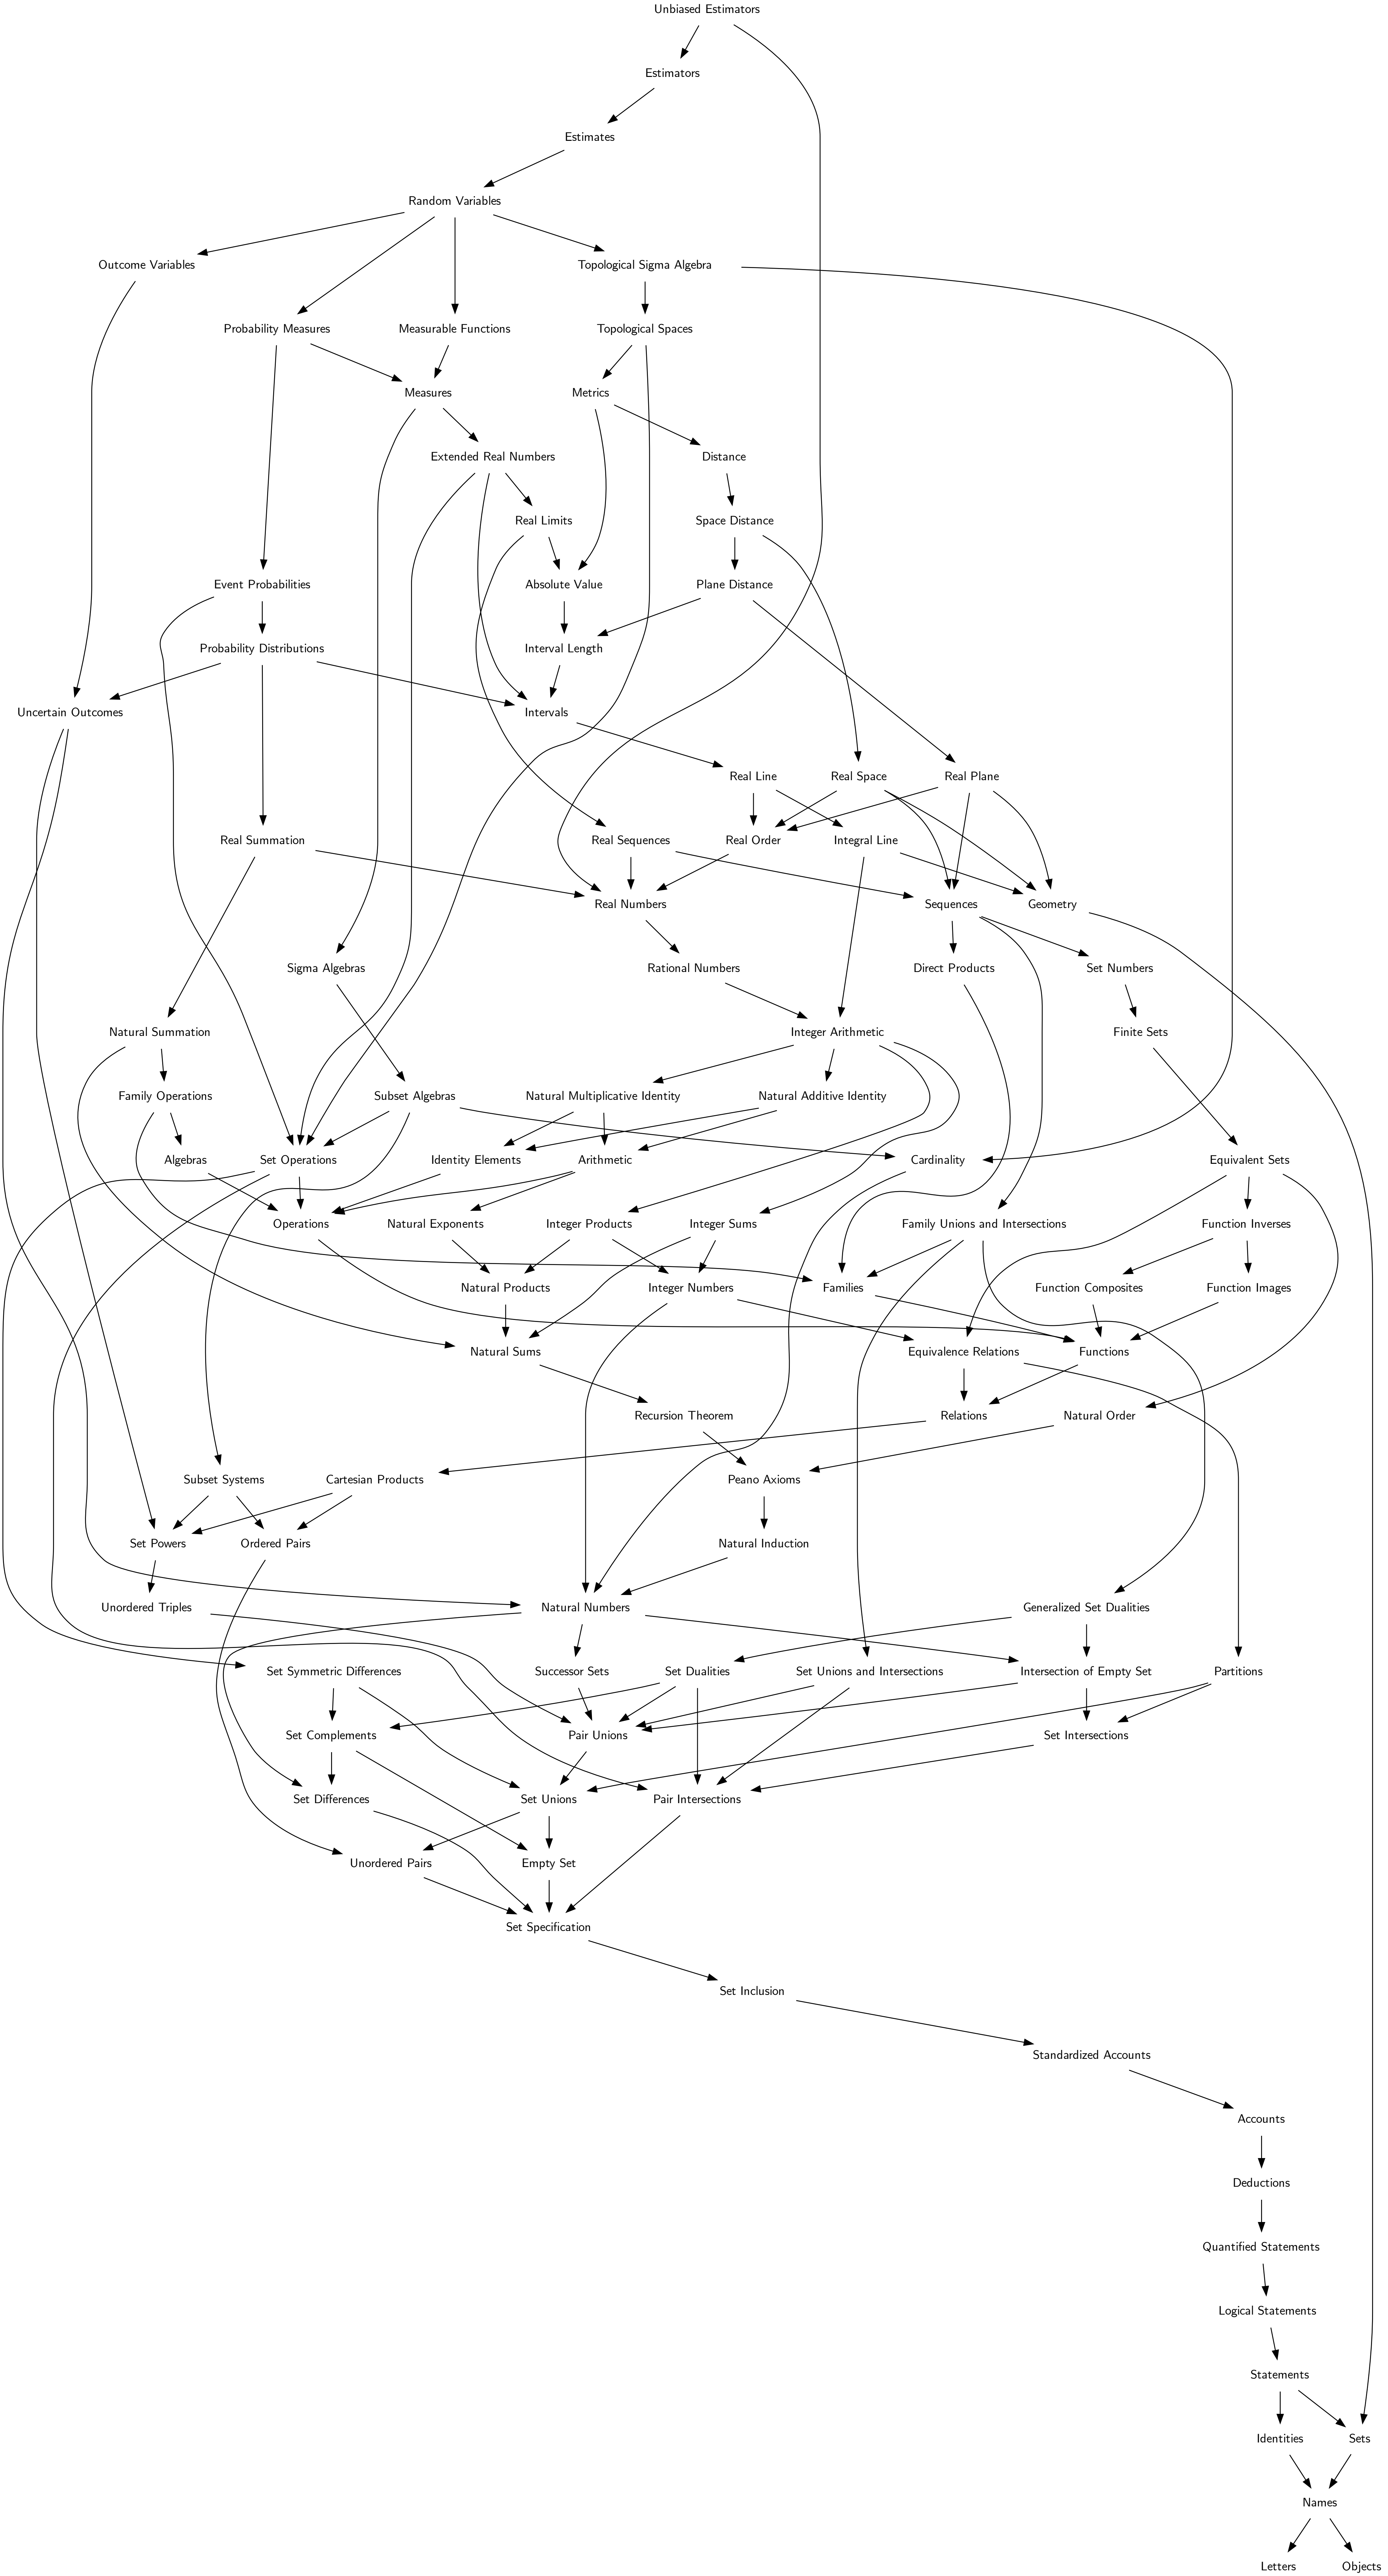 Unbiased Estimators
Estimators
Estimates
Random Variables
Outcome Variables
Topological Sigma Algebra
Probability Measures
Measurable Functions
Topological Spaces
Measures
Metrics
Extended Real Numbers
Distance
Real Limits
Space Distance
Event Probabilities
Absolute Value
Plane Distance
Probability Distributions
Interval Length
Uncertain Outcomes
Intervals
Real Line
Real Space
Real Plane
Real Summation
Real Sequences
Real Order
Integral Line
Real Numbers
Sequences
Geometry
Sigma Algebras
Rational Numbers
Direct Products
Set Numbers
Natural Summation
Integer Arithmetic
Finite Sets
Family Operations
Subset Algebras
Natural Multiplicative Identity
Natural Additive Identity
Algebras
Set Operations
Identity Elements
Arithmetic
Cardinality
Equivalent Sets
Operations
Natural Exponents
Integer Products
Integer Sums
Family Unions and Intersections
Function Inverses
Natural Products
Integer Numbers
Families
Function Composites
Function Images
Natural Sums
Equivalence Relations
Functions
Recursion Theorem
Relations
Natural Order
Subset Systems
Cartesian Products
Peano Axioms
Set Powers
Ordered Pairs
Natural Induction
Unordered Triples
Natural Numbers
Generalized Set Dualities
Set Symmetric Differences
Successor Sets
Set Dualities
Set Unions and Intersections
Intersection of Empty Set
Partitions
Set Complements
Pair Unions
Set Intersections
Set Differences
Set Unions
Pair Intersections
Unordered Pairs
Empty Set
Set Specification
Set Inclusion
Standardized Accounts
Accounts
Deductions
Quantified Statements
Logical Statements
Statements
Identities
Sets
Names
Letters
Objects